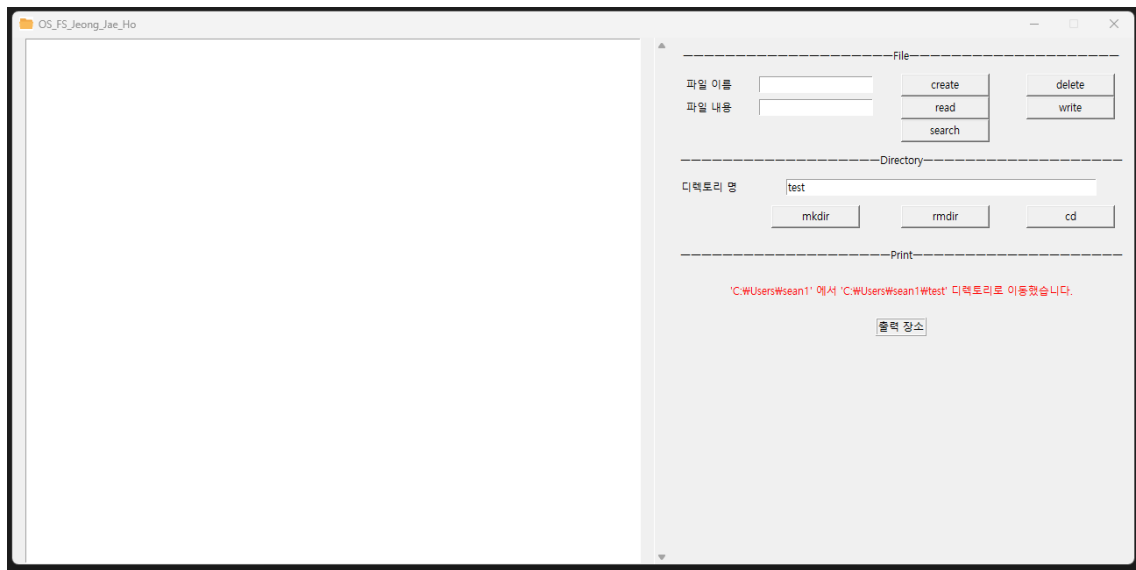 OS_FS_Jeong_Jae_Ho
File
파일 이름 create delete
파일 내용 read write
search
Directory
디렉토리 명 test
mkdir rmdir cd
Print
'C:₩Users₩sean1' 에서 'C:₩Users₩sean1₩test' 디렉토리로 이동했습니다.
출력 장소